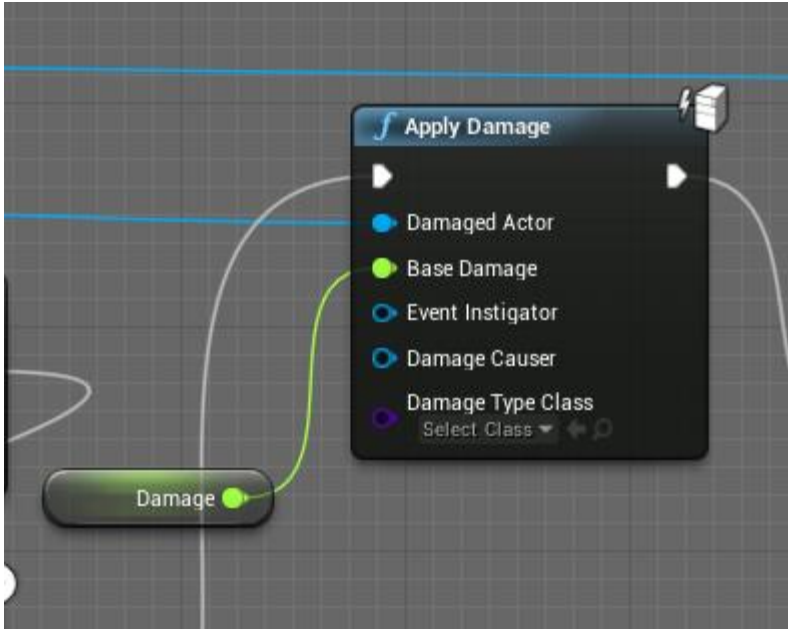 f Apply Damage
Damaged Actor
Base Damage
Event Instigator
Damage Causer
Damage Type Class
Select Class
Damage